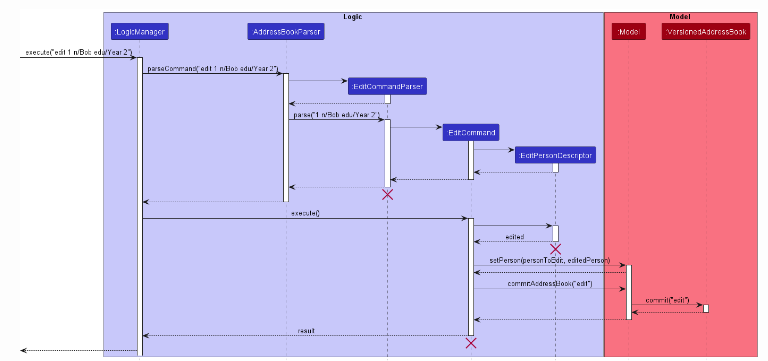 Logic
Model
:LogicManager
:AddressBookParser
:Model
:VersionedAddressBook
execute("edit 1 n/Bob edu/Year 2")
parseCommand("edit 1 n/Bob edu/Year 2")
:EditCommandParser
parse("1 n/Bob edu/Year 2")
:EditCommand
:EditPersonDescriptor
execute()
edited
setPerson(personToEdit, editedPerson)
commitAddressBook("edit")
commit("edit")
result